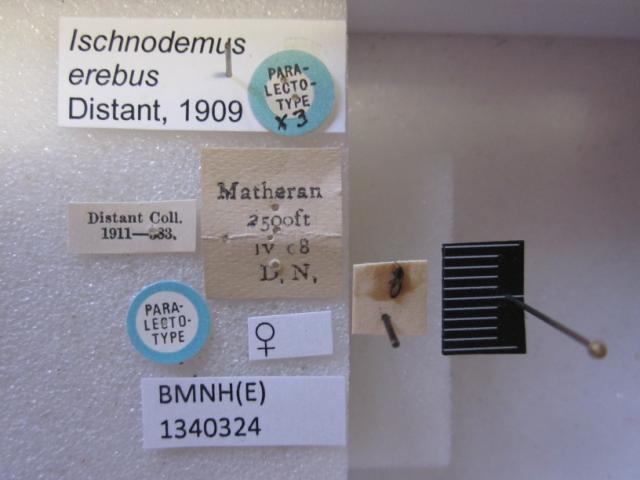 Ischnodemus
erebus
Distant, 1909
PARA-
LECTO-
TYPE
x3
Distant Coll.
1911—383.
Matheran
2500ft
IV 08
D. N.
PARA-
LECTO-
TYPE
♀
BMNH(E)
1340324